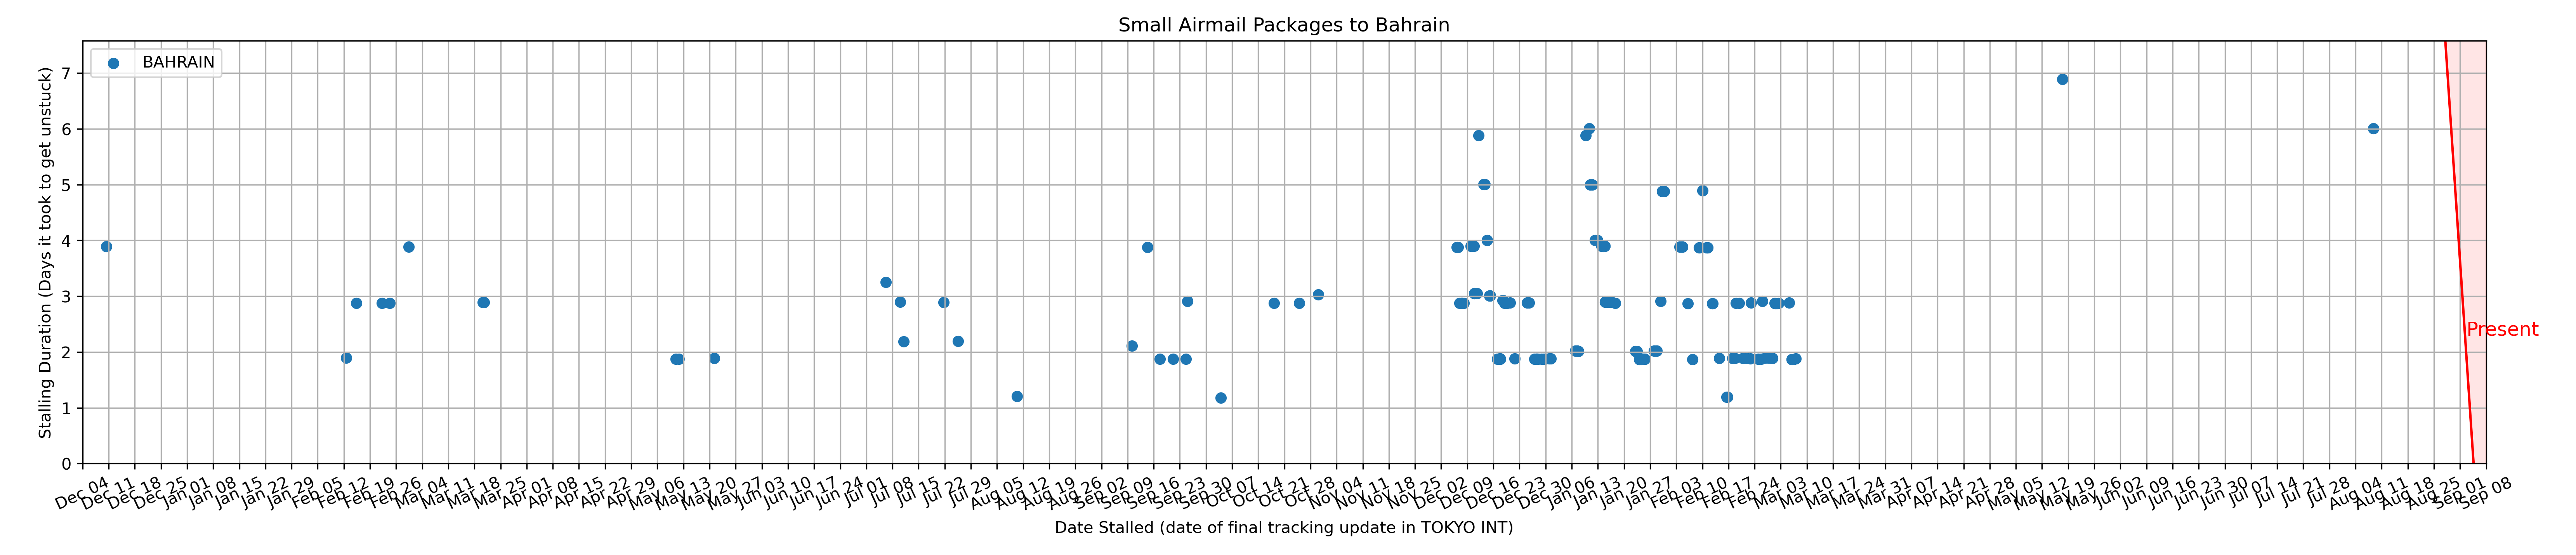 Small Airmail Packages to Bahrain
BAHRAIN
Stalling Duration (Days it took to get unstuck)
7
6
5
4
3
2
1
0
Present
Dec 04 Dec 11 Dec 18 Dec 25 Jan 01 Jan 08 Jan 15 Jan 22 Jan 29 Feb 05 Feb 12 Feb 19 Feb 26 Mar 04 Mar 11 Mar 18 Mar 25 Apr 01 Apr 08 Apr 15 Apr 22 Apr 29 May 06 May 13 May 20 May 27 Jun 03 Jun 10 Jun 17 Jun 24 Jul 01 Jul 08 Jul 15 Jul 22 Jul 29 Aug 05 Aug 12 Aug 19 Aug 26 Sep 02 Sep 09 Sep 16 Sep 23 Sep 30 Oct 07 Oct 14 Oct 21 Oct 28 Nov 04 Nov 11 Nov 18 Nov 25 Dec 02 Dec 09 Dec 16 Dec 23 Dec 30 Jan 06 Jan 13 Jan 20 Jan 27 Feb 03 Feb 10 Feb 17 Feb 24 Mar 03 Mar 10 Mar 17 Mar 24 Mar 31 Apr 07 Apr 14 Apr 21 Apr 28 May 05 May 12 May 19 May 26 Jun 02 Jun 09 Jun 16 Jun 23 Jun 30 Jul 07 Jul 14 Jul 21 Jul 28 Aug 04 Aug 11 Aug 18 Aug 25 Sep 01 Sep 08
Date Stalled (date of final tracking update in TOKYO INT)